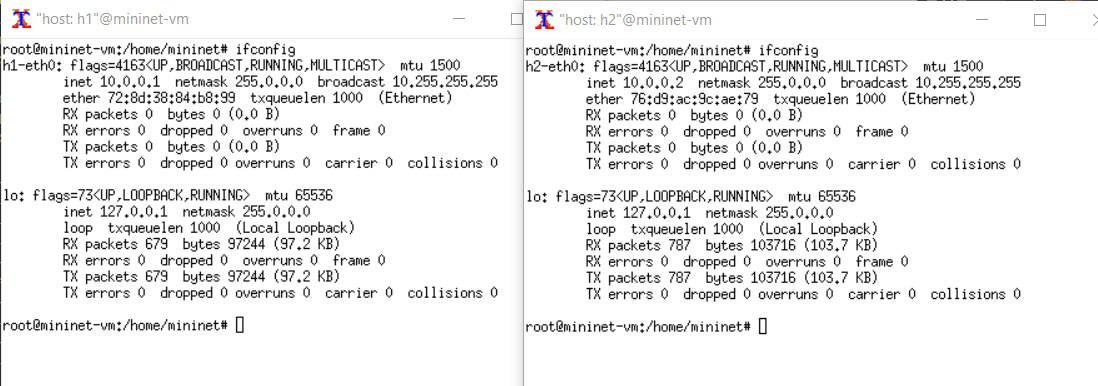 "host: h1"@mininet-vm
root@mininet-vm:/home/mininet# ifconfig
h1-eth0: flags=4163<UP,BROADCAST,RUNNING,MULTICAST>  mtu 1500
        inet 10.0.0.1  netmask 255.0.0.0  broadcast 10.255.255.255
        ether 72:8d:38:84:b8:99  txqueuelen 1000  (Ethernet)
        RX packets 0  bytes 0 (0.0 B)
        RX errors 0  dropped 0  overruns 0  frame 0
        TX packets 0  bytes 0 (0.0 B)
        TX errors 0  dropped 0 overruns 0  carrier 0  collisions 0
lo: flags=73<UP,LOOPBACK,RUNNING>  mtu 65536
        inet 127.0.0.1  netmask 255.0.0.0
        loop  txqueuelen 1000  (Local Loopback)
        RX packets 679  bytes 97244 (97.2 KB)
        RX errors 0  dropped 0  overruns 0  frame 0
        TX packets 679  bytes 97244 (97.2 KB)
        TX errors 0  dropped 0 overruns 0  carrier 0  collisions 0
root@mininet-vm:/home/mininet#
"host: h2"@mininet-vm
root@mininet-vm:/home/mininet# ifconfig
h2-eth0: flags=4163<UP,BROADCAST,RUNNING,MULTICAST>  mtu 1500
        inet 10.0.0.2  netmask 255.0.0.0  broadcast 10.255.255.255
        ether 76:d9:ac:9c:ae:79  txqueuelen 1000  (Ethernet)
        RX packets 0  bytes 0 (0.0 B)
        RX errors 0  dropped 0  overruns 0  frame 0
        TX packets 0  bytes 0 (0.0 B)
        TX errors 0  dropped 0 overruns 0  carrier 0  collisions 0
lo: flags=73<UP,LOOPBACK,RUNNING>  mtu 65536
        inet 127.0.0.1  netmask 255.0.0.0
        loop  txqueuelen 1000  (Local Loopback)
        RX packets 787  bytes 103716 (103.7 KB)
        RX errors 0  dropped 0  overruns 0  frame 0
        TX packets 787  bytes 103716 (103.7 KB)
        TX errors 0  dropped 0 overruns 0  carrier 0  collisions 0
root@mininet-vm:/home/mininet#